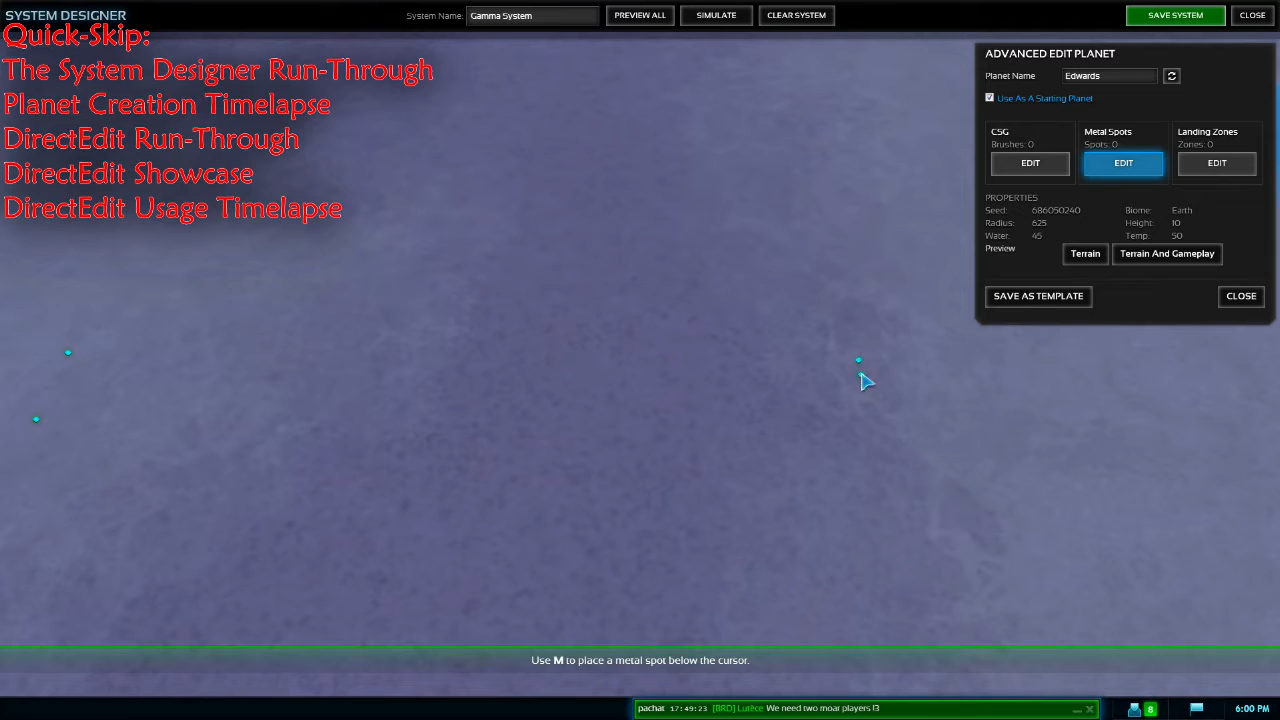 SYSTEM DESIGNER
System Name: Gamma System
PREVIEW ALL
SIMULATE
CLEAR SYSTEM
SAVE SYSTEM
CLOSE
Quick-Skip:
The System Designer Run-Through
Planet Creation Timelapse
DirectEdit Run-Through
DirectEdit Showcase
DirectEdit Usage Timelapse
ADVANCED EDIT PLANET
Planet Name Edwards
Use As A Starting Planet
CSG
Brushes: 0
EDIT
Metal Spots
Spots: 0
EDIT
Landing Zones
Zones: 0
EDIT
PROPERTIES
Seed: 686050240 Biome: Earth
Radius: 625 Height: 10
Water: 45 Temp: 50
Preview
Terrain
Terrain And Gameplay
SAVE AS TEMPLATE
CLOSE
Use M to place a metal spot below the cursor.
pachat 17:49:23 [BRD] Lutèce We need two moar players !3
8
6:00 PM